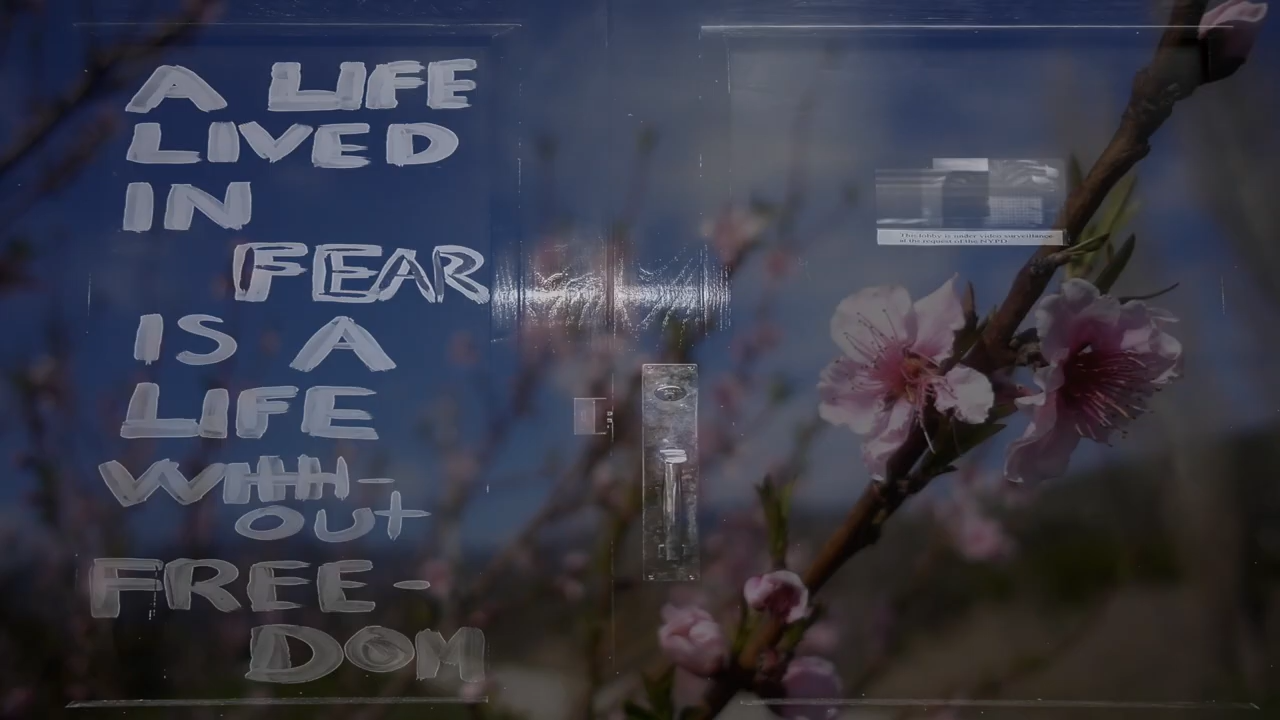 A LIFE
LIVED
IN
FEAR
IS A
LIFE
WITH-
OUT
FREE-
DOM
This lobby is under video surveillance
at the request of the NYPD.